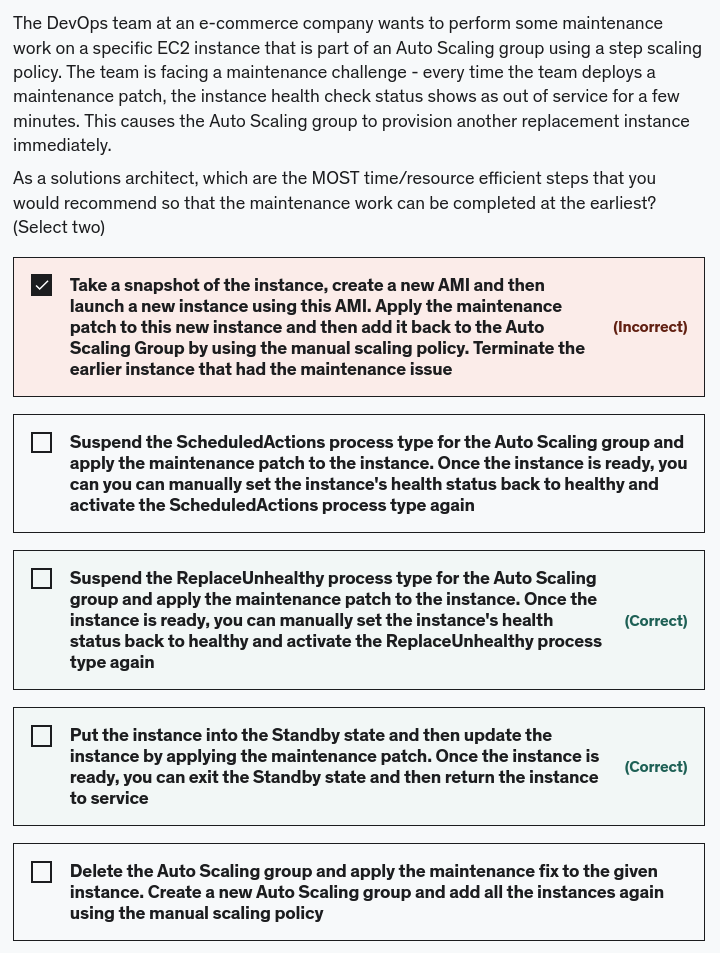 The DevOps team at an e-commerce company wants to perform some maintenance
work on a specific EC2 instance that is part of an Auto Scaling group using a step scaling
policy. The team is facing a maintenance challenge - every time the team deploys a
maintenance patch, the instance health check status shows as out of service for a few
minutes. This causes the Auto Scaling group to provision another replacement instance
immediately.
As a solutions architect, which are the MOST time/resource efficient steps that you
would recommend so that the maintenance work can be completed at the earliest?
(Select two)
Take a snapshot of the instance, create a new AMI and then
launch a new instance using this AMI. Apply the maintenance
patch to this new instance and then add it back to the Auto
Scaling Group by using the manual scaling policy. Terminate the
earlier instance that had the maintenance issue
(Incorrect)
Suspend the ScheduledActions process type for the Auto Scaling group and
apply the maintenance patch to the instance. Once the instance is ready, you
can you can manually set the instance's health status back to healthy and
activate the ScheduledActions process type again
Suspend the ReplaceUnhealthy process type for the Auto Scaling
group and apply the maintenance patch to the instance. Once the
instance is ready, you can manually set the instance's health
status back to healthy and activate the ReplaceUnhealthy process
type again
(Correct)
Put the instance into the Standby state and then update the
instance by applying the maintenance patch. Once the instance is
ready, you can exit the Standby state and then return the instance
to service
(Correct)
Delete the Auto Scaling group and apply the maintenance fix to the given
instance. Create a new Auto Scaling group and add all the instances again
using the manual scaling policy